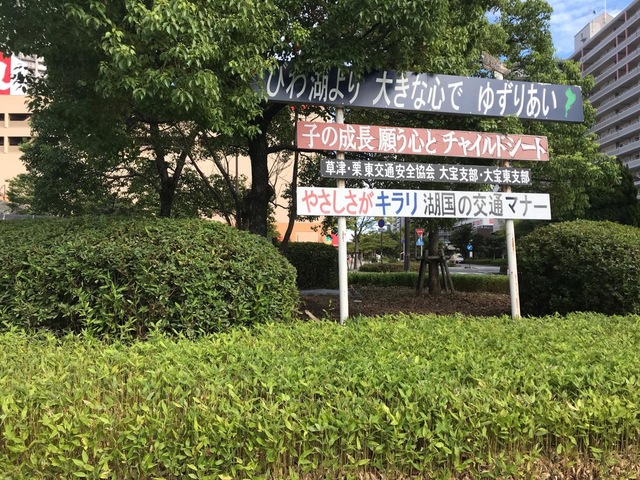 びわ湖より 大きな心で ゆずりあい
子の成長 願う心と チャイルドシート
草津・栗東交通安全協会 大宝支部・大宝東支部
やさしさが キラリ 湖国の交通マナー